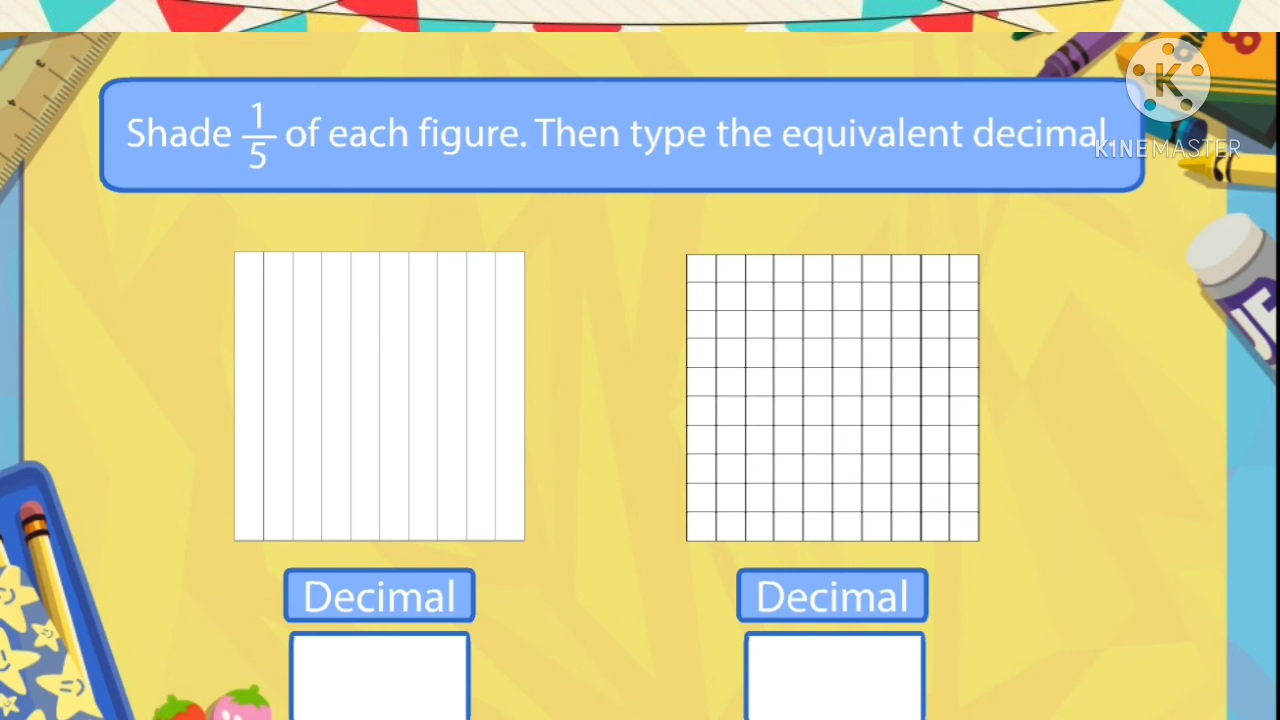 Shade 1/5 of each figure. Then type the equivalent decimal.
K
KINEMASTER
Decimal
Decimal